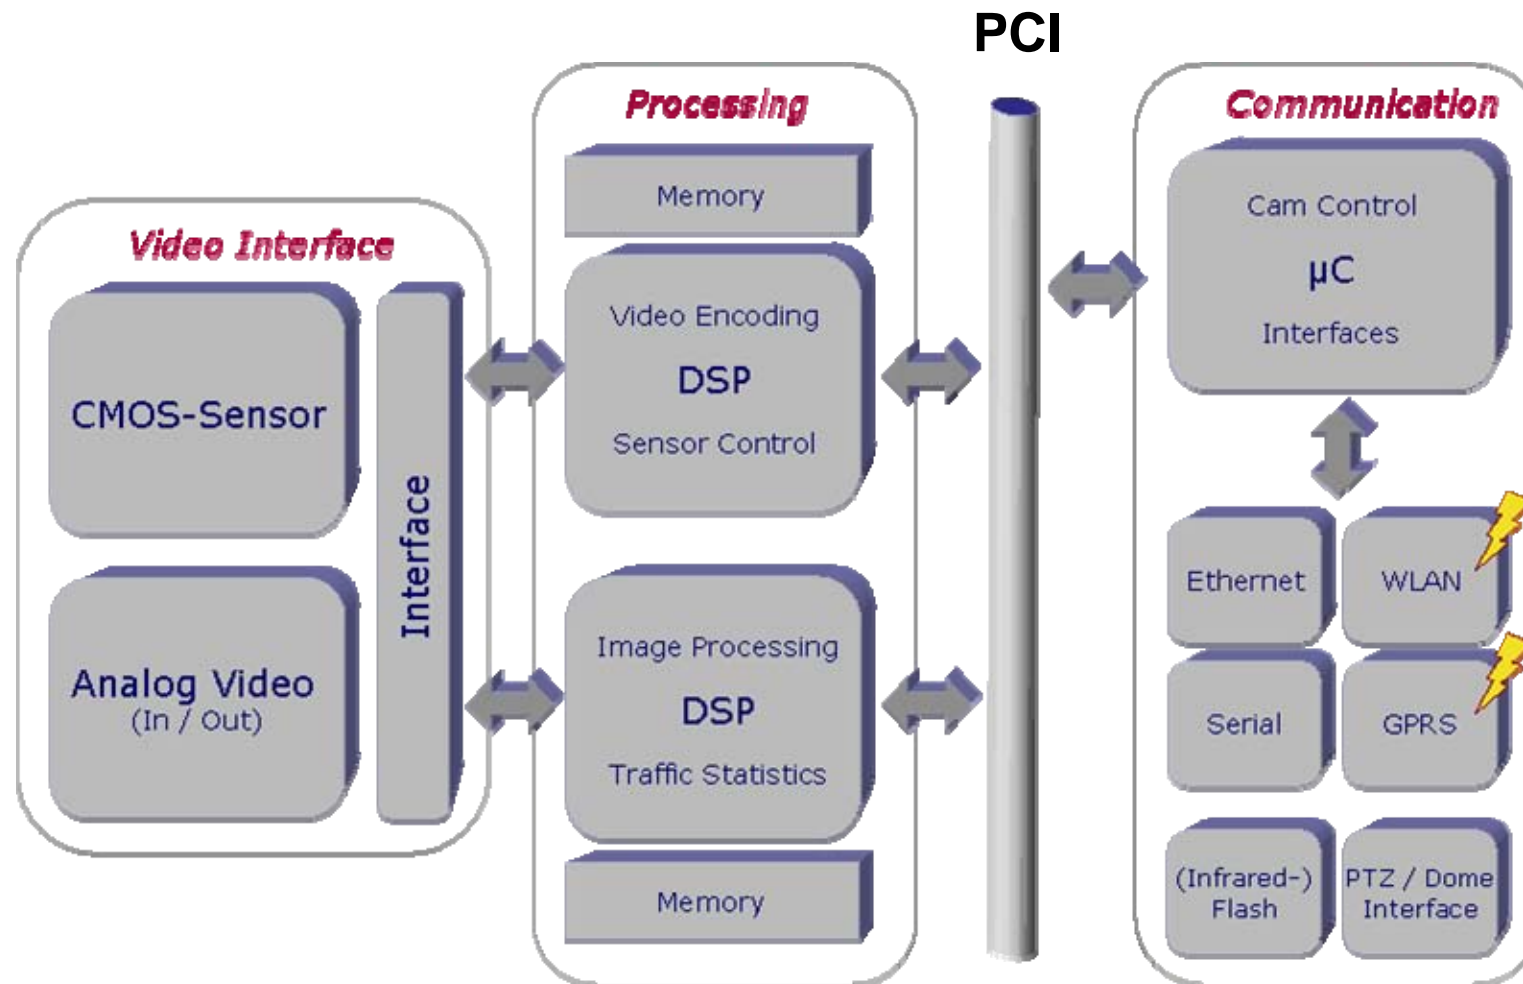 PCI
Video Interface
CMOS-Sensor
Analog Video
(In / Out)
Interface
Processing
Memory
Video Encoding
DSP
Sensor Control
Image Processing
DSP
Traffic Statistics
Memory
Communication
Cam Control
µC
Interfaces
Ethernet
WLAN
Serial
GPRS
(Infrared-)
Flash
PTZ / Dome
Interface